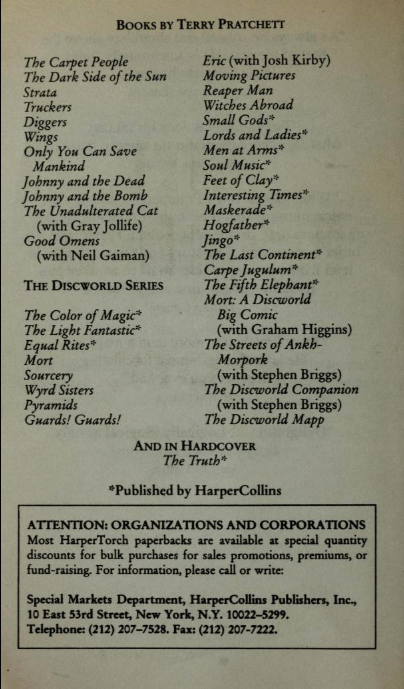 BOOKS BY TERRY PRATCHETT
The Carpet People
The Dark Side of the Sun
Strata
Truckers
Diggers
Wings
Only You Can Save
Mankind
Johnny and the Dead
Johnny and the Bomb
The Unadulterated Cat
(with Gray Jollife)
Good Omens
(with Neil Gaiman)
THE DISCWORLD SERIES
The Color of Magic*
The Light Fantastic*
Equal Rites*
Mort
Sourcery
Wyrd Sisters
Pyramids
Guards! Guards!
Eric (with Josh Kirby)
Moving Pictures
Reaper Man
Witches Abroad
Small Gods*
Lords and Ladies*
Men at Arms*
Soul Music*
Feet of Clay*
Interesting Times*
Maskerade*
Hogfather*
Jingo*
The Last Continent*
Carpe Jugulum*
The Fifth Elephant*
Mort: A Discworld
Big Comic
(with Graham Higgins)
The Streets of Ankh-
Morpork
(with Stephen Briggs)
The Discworld Companion
(with Stephen Briggs)
The Discworld Mapp
AND IN HARDCOVER
The Truth*
*Published by HarperCollins
ATTENTION: ORGANIZATIONS AND CORPORATIONS
Most HarperTorch paperbacks are available at special quantity
discounts for bulk purchases for sales promotions, premiums, or
fund-raising. For information, please call or write:
Special Markets Department, HarperCollins Publishers, Inc.,
10 East 53rd Street, New York, N.Y. 10022–5299.
Telephone: (212) 207–7528. Fax: (212) 207-7222.